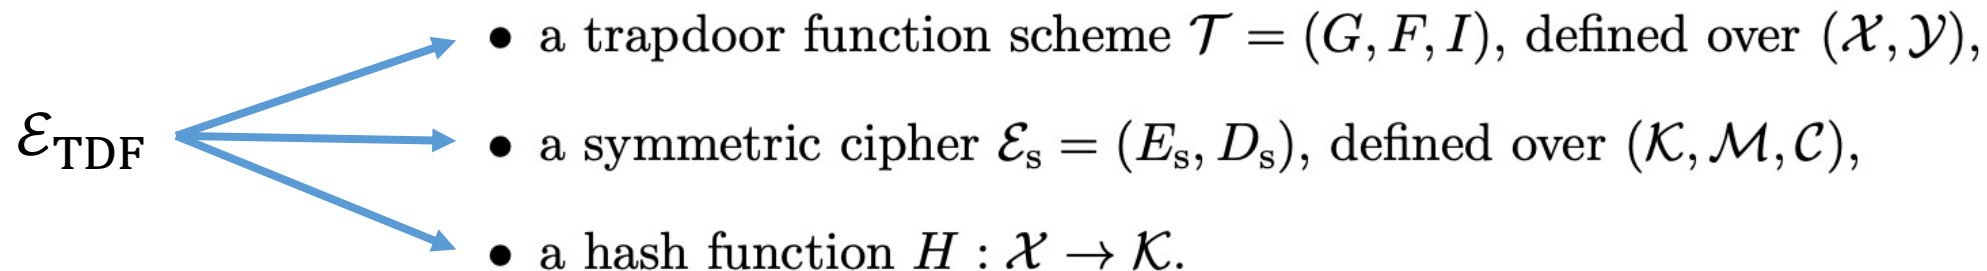 • a trapdoor function scheme 𝒯 = (G, F, I), defined over (𝒳, 𝒴),
ℰ_TDF • a symmetric cipher ℰ_s = (E_s, D_s), defined over (𝒦, ℳ, 𝒞),
• a hash function H : 𝒳 → 𝒦.